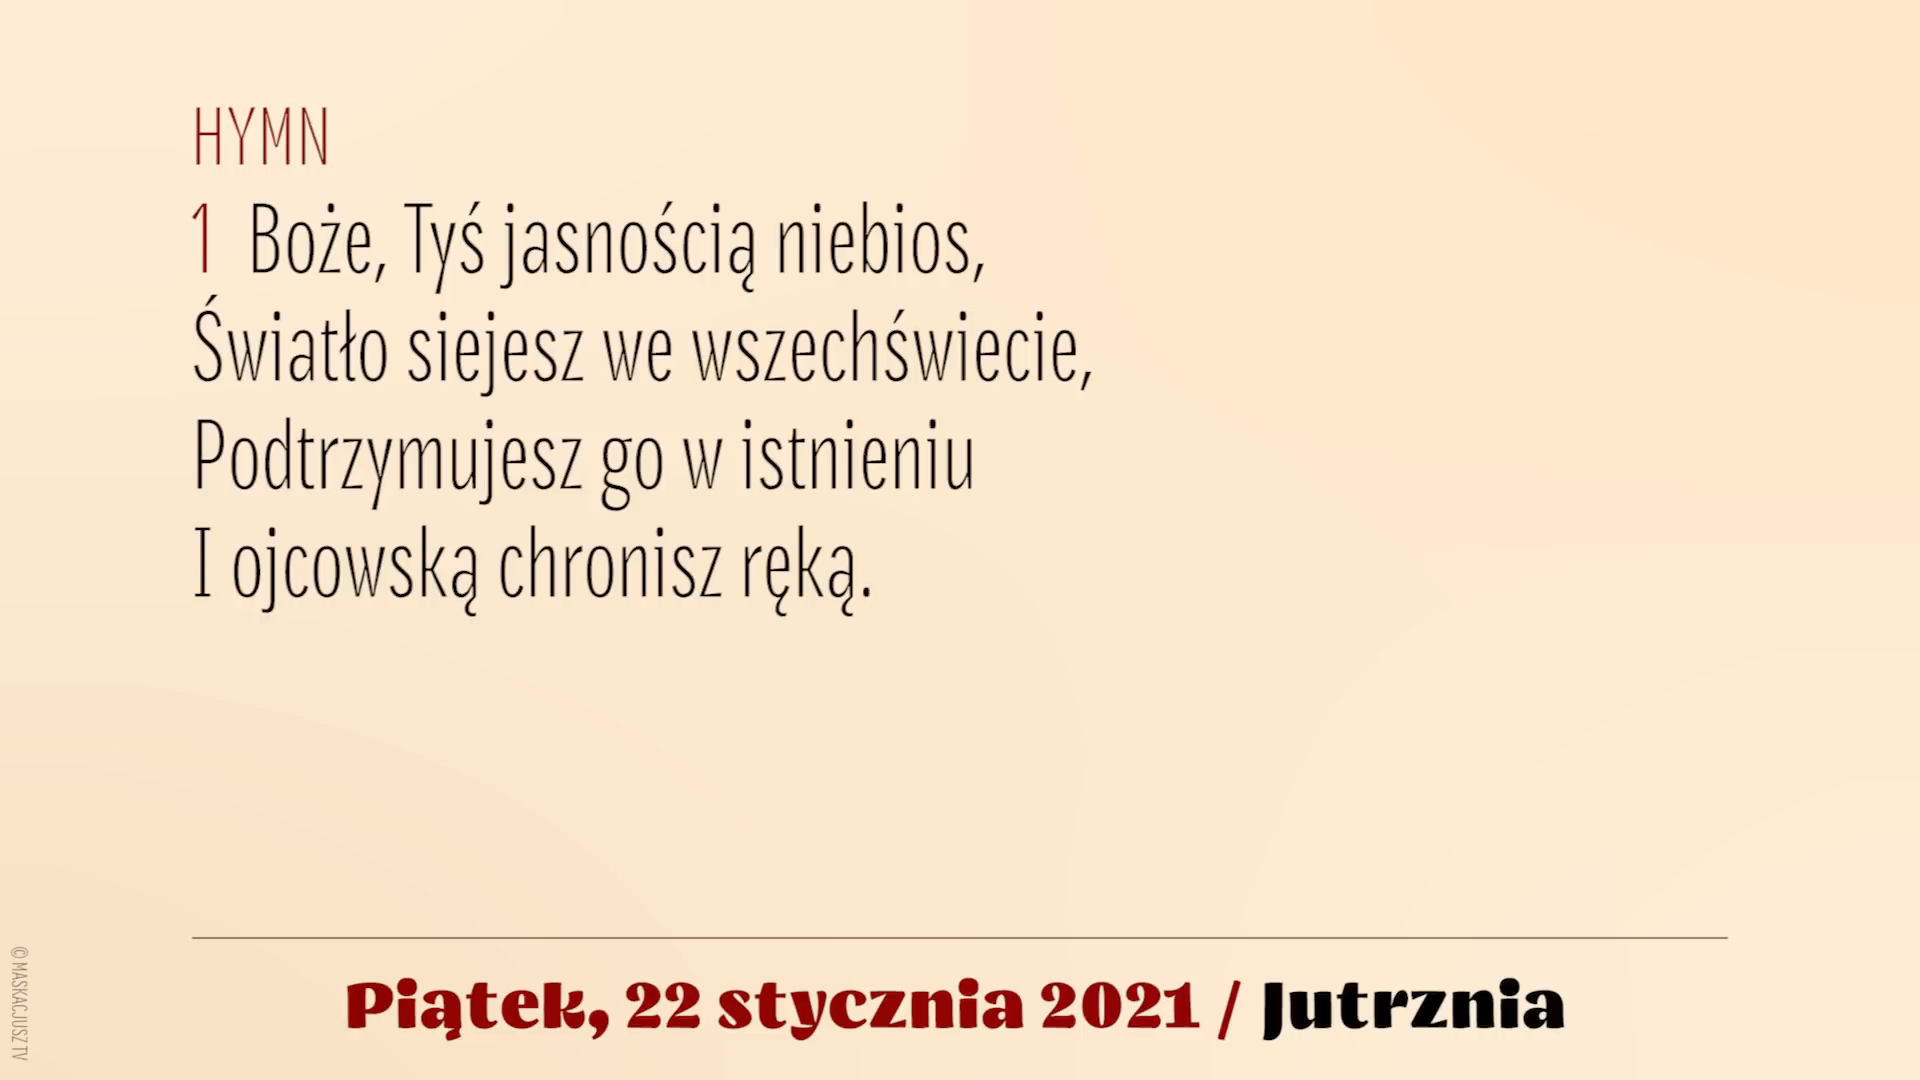 HYMN
1 Boże, Tyś jasnością niebios,
Światło siejesz we wszechświecie,
Podtrzymujesz go w istnieniu
I ojcowską chronisz ręką.
Piątek, 22 stycznia 2021 / Jutrznia
© MASKACJUSZ TV